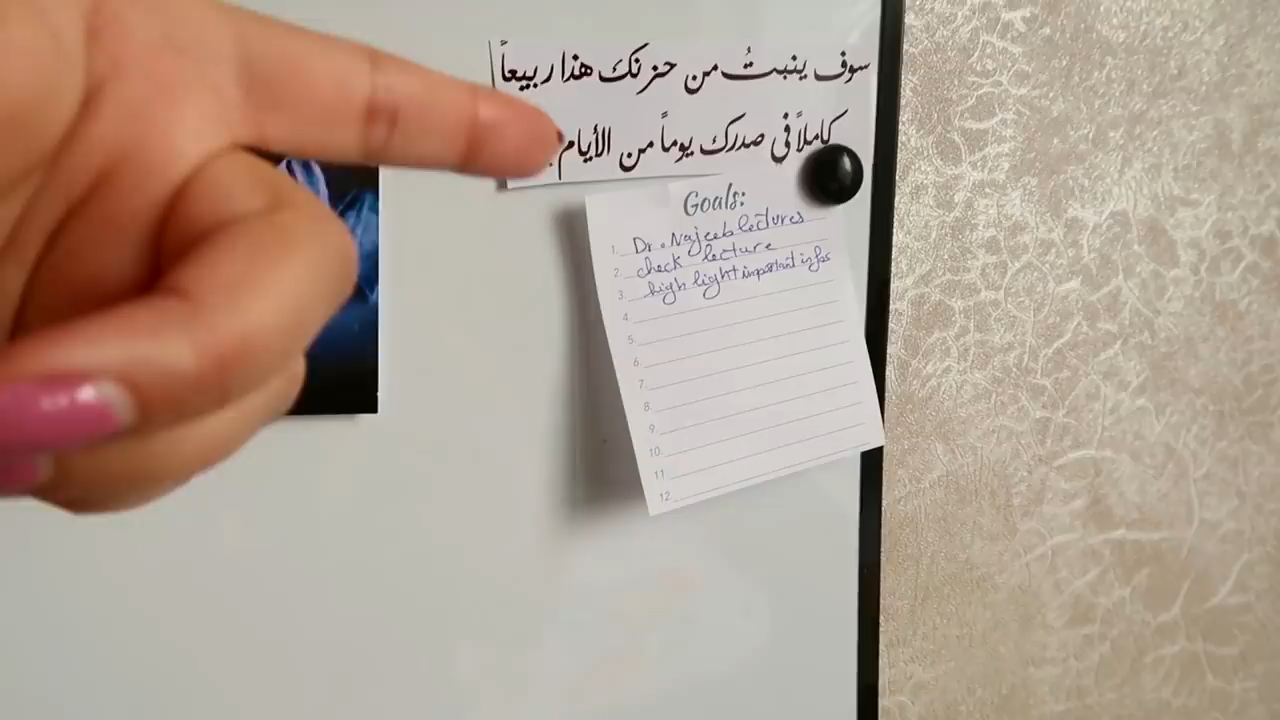 سوف ينبتُ من حزنك هذا ربيعاً
كاملاً في صدرك يوماً من الأيام
Goals:
1. Dr. Najeeb lectures
2. check lecture
3. high light important infos
4.
5.
6.
7.
8.
9.
10.
11
12.